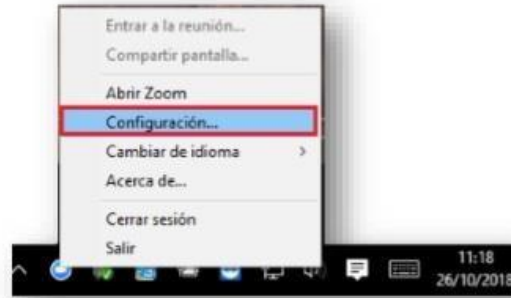 Entrar a la reunión...
Compartir pantalla...
Abrir Zoom
Configuración...
Cambiar de idioma
Acerca de...
Cerrar sesión
Salir
11:18
26/10/2018